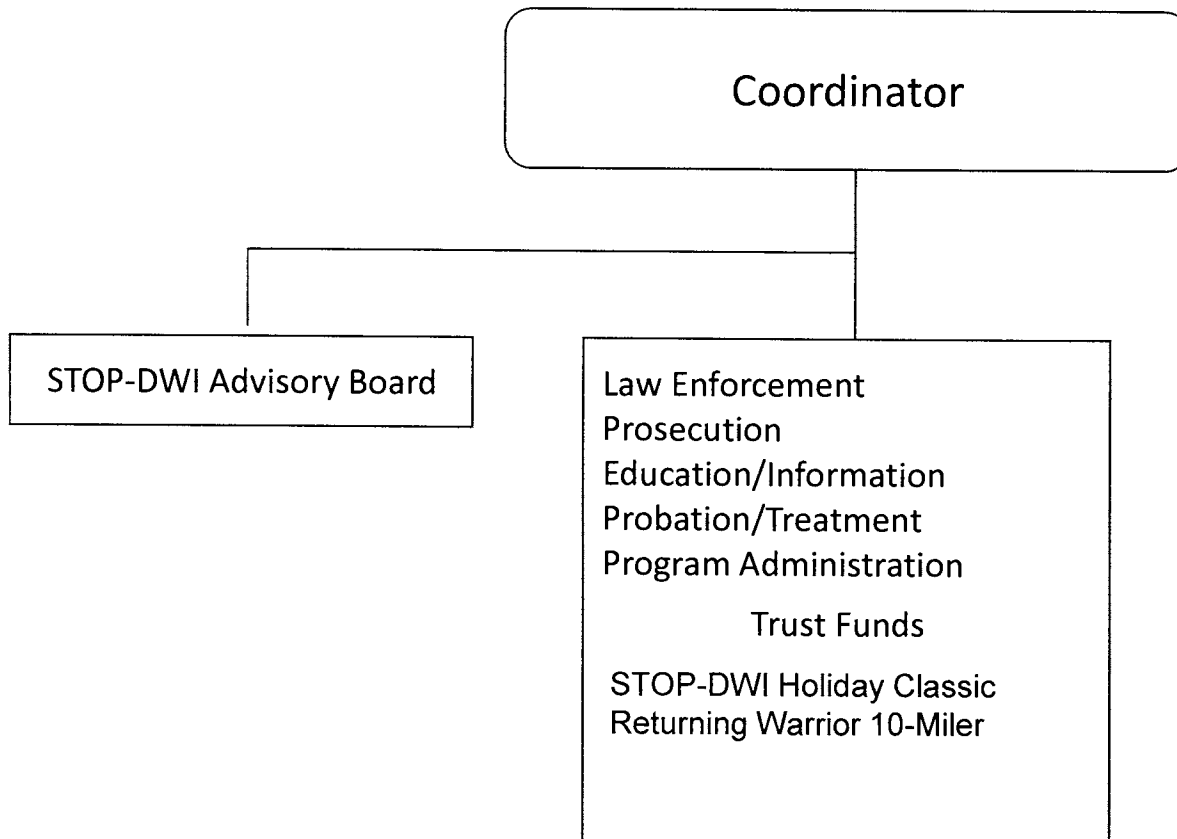 Coordinator
STOP-DWI Advisory Board
Law Enforcement
Prosecution
Education/Information
Probation/Treatment
Program Administration
Trust Funds
STOP-DWI Holiday Classic
Returning Warrior 10-Miler